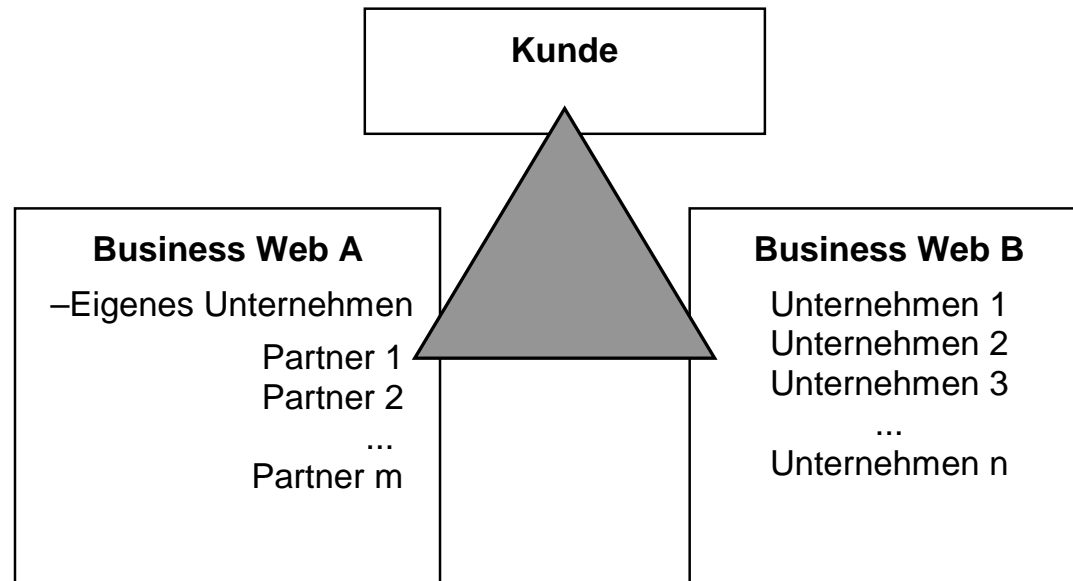 Kunde
Business Web A
–Eigenes Unternehmen
Partner 1
Partner 2
...
Partner m
Business Web B
Unternehmen 1
Unternehmen 2
Unternehmen 3
...
Unternehmen n